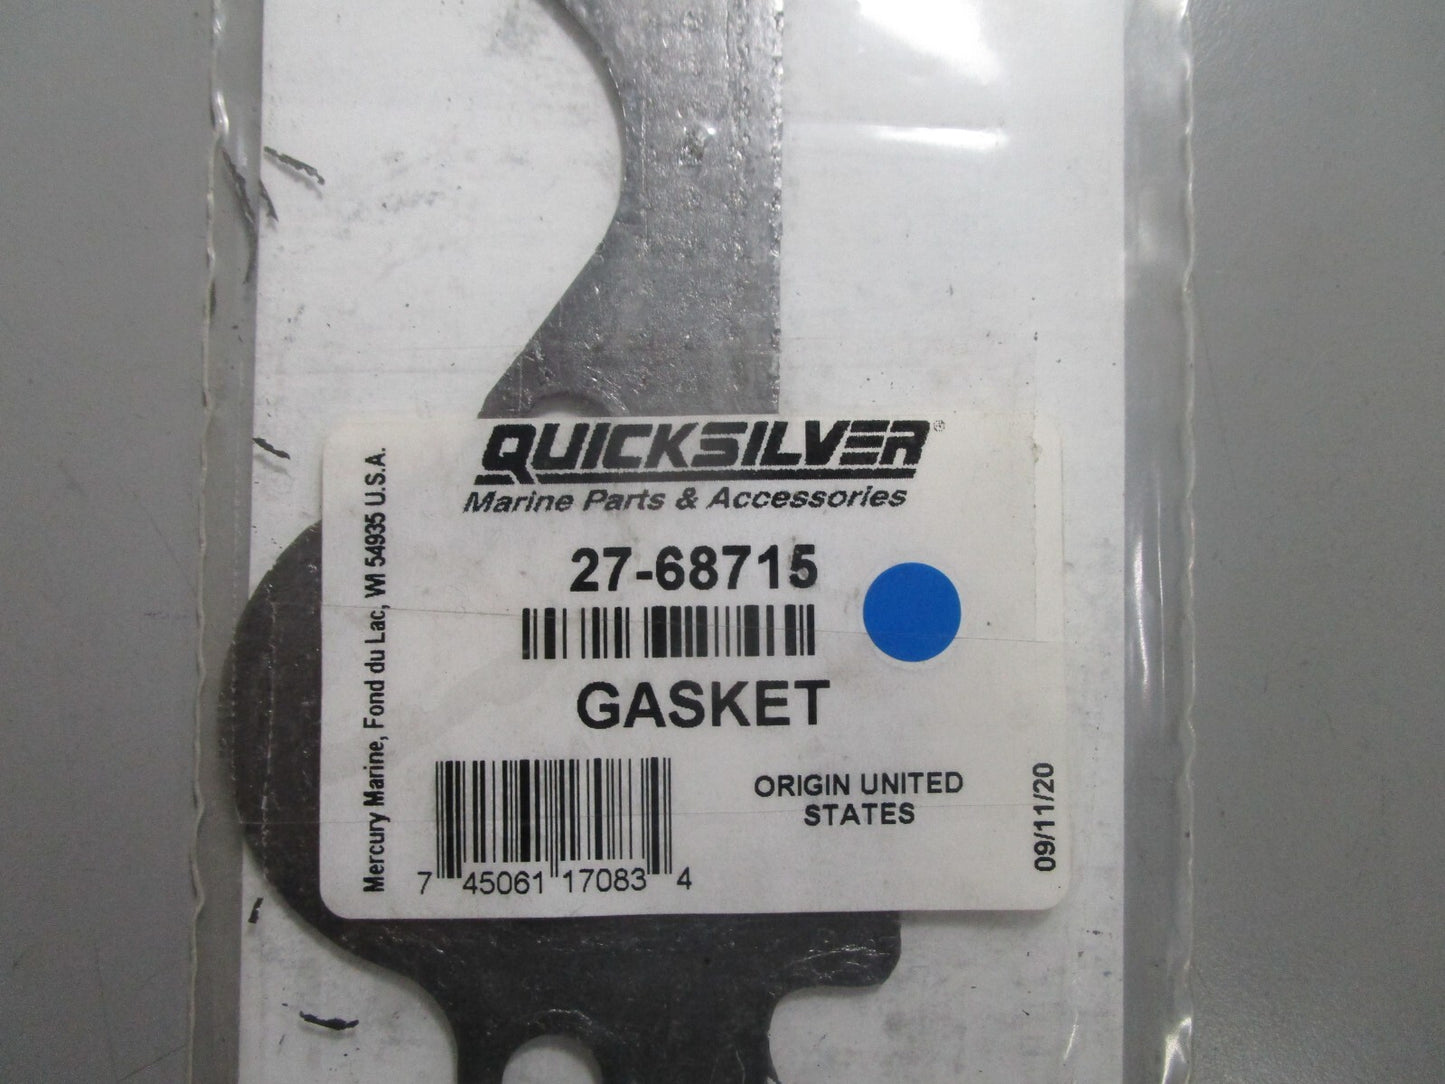 QUICKSILVER®
Marine Parts & Accessories
27-68715
GASKET
ORIGIN UNITED
STATES
7 45061 17083 4
Mercury Marine, Fond du Lac, WI 54935 U.S.A.
09/11/20